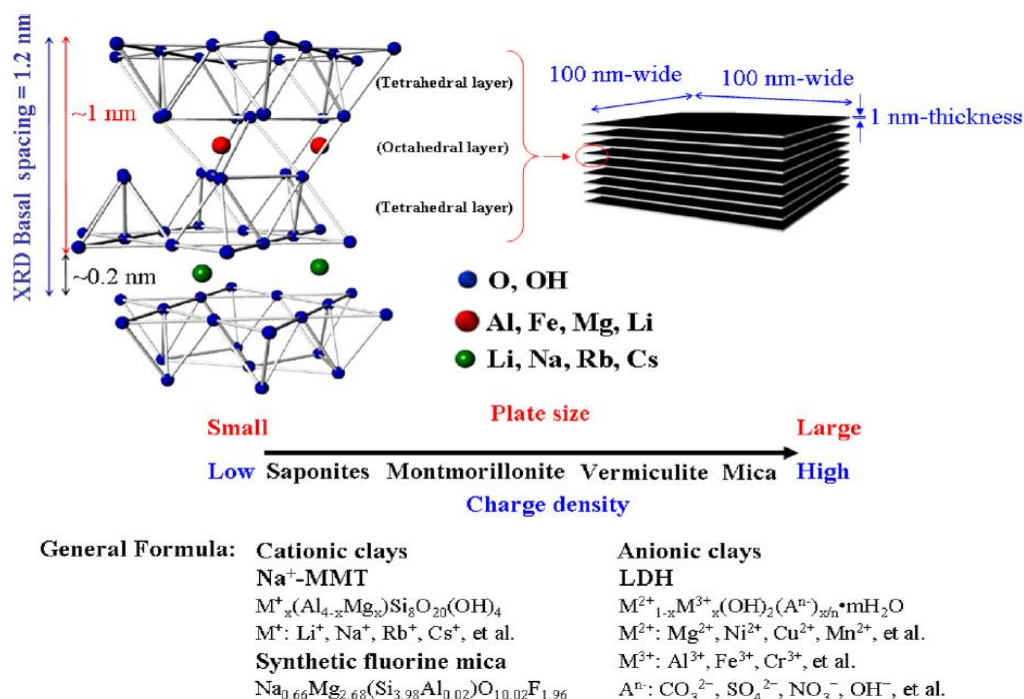 XRD Basal spacing = 1.2 nm
~1 nm
~0.2 nm
(Tetrahedral layer)
(Octahedral layer)
(Tetrahedral layer)
100 nm-wide
100 nm-wide
1 nm-thickness
O, OH
Al, Fe, Mg, Li
Li, Na, Rb, Cs
Plate size
Small
Large
Low
Saponites Montmorillonite Vermiculite Mica
High
Charge density
General Formula:
Cationic clays
Na⁺-MMT
M⁺ₓ(Al₄₋ₓMgₓ)Si₈O₂₀(OH)₄
M⁺: Li⁺, Na⁺, Rb⁺, Cs⁺, et al.
Synthetic fluorine mica
Na₀.₆₆Mg₂.₆₈(Si₃.₉₈Al₀.₀₂)O₁₀.₀₂F₁.₉₆
Anionic clays
LDH
M²⁺₁₋ₓM³⁺ₓ(OH)₂(Aⁿ⁻)ₓ/ₙ•mH₂O
M²⁺: Mg²⁺, Ni²⁺, Cu²⁺, Mn²⁺, et al.
M³⁺: Al³⁺, Fe³⁺, Cr³⁺, et al.
Aⁿ⁻: CO₃²⁻, SO₄²⁻, NO₃⁻, OH⁻, et al.